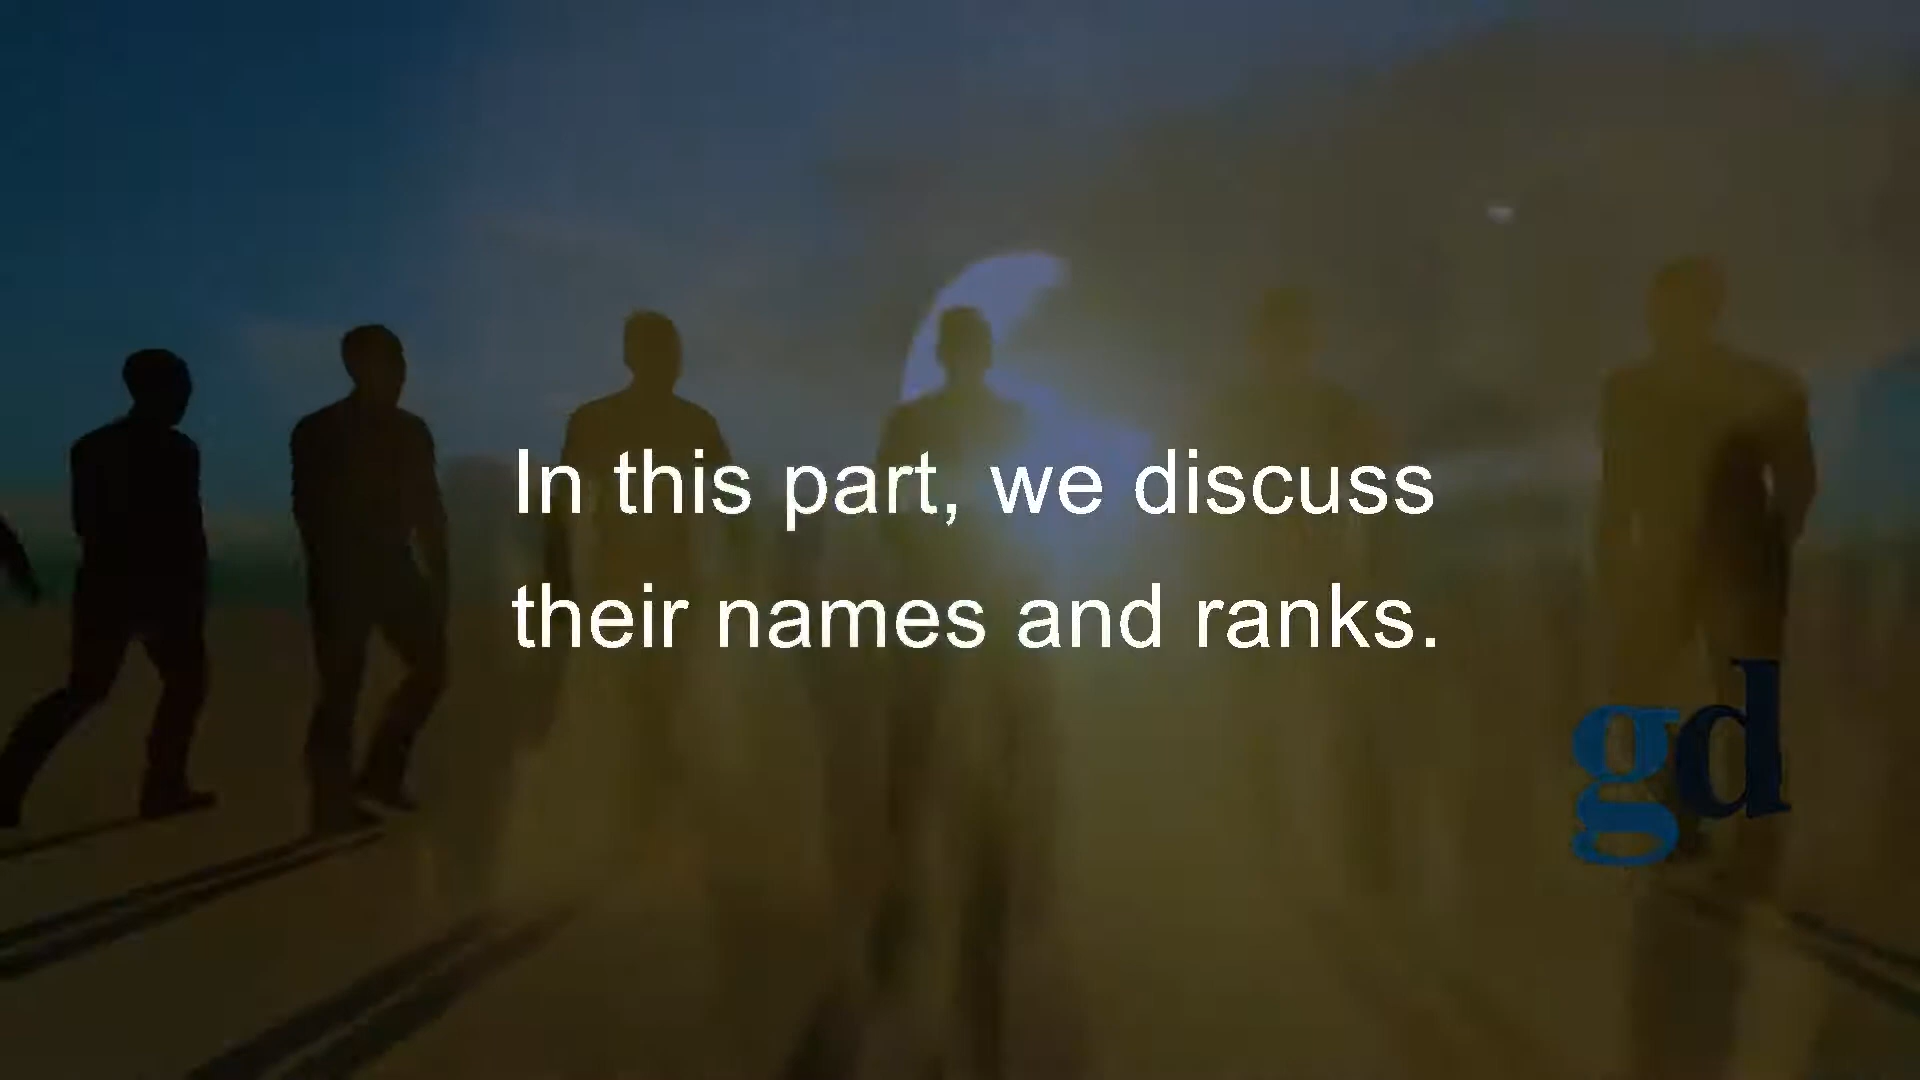 In this part, we discuss
their names and ranks.
gd